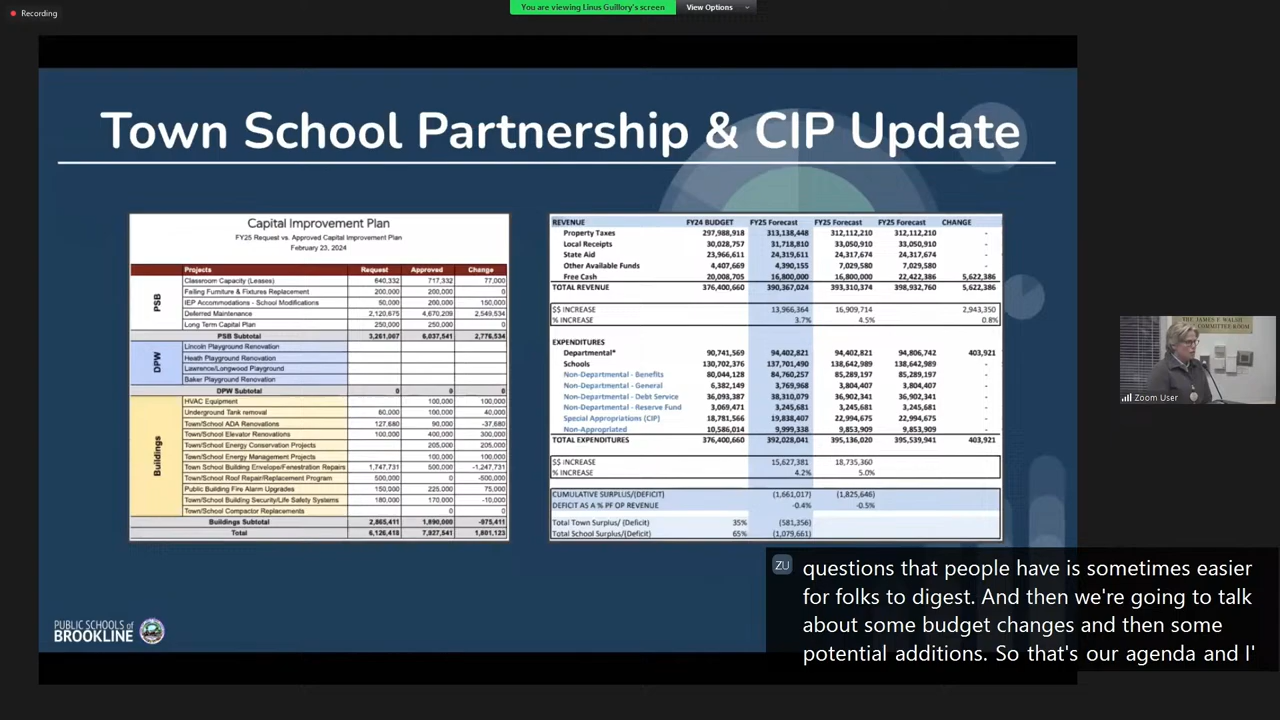 Recording
You are viewing Linus Guillory's screen View Options
Town School Partnership & CIP Update
Capital Improvement Plan
FY25 Request vs. Approved Capital Improvement Plan
February 23, 2024
Projects Request Approved Change
PSB
Classroom Capacity (Leases) 640,332 717,332 77,000
Failing Furniture & Fixtures Replacement 200,000 200,000 0
IEP Accommodations - School Modifications 50,000 200,000 150,000
Deferred Maintenance 2,120,675 4,670,209 2,549,534
Long Term Capital Plan 250,000 250,000 0
PSB Subtotal 3,261,007 6,037,541 2,776,534
DPW
Lincoln Playground Renovation
Heath Playground Renovation
Lawrence/Longwood Playground
Baker Playground Renovation
DPW Subtotal 0 0 0
Buildings
HVAC Equipment 100,000 100,000
Underground Tank removal 60,000 100,000 40,000
Town/School ADA Renovations 127,680 90,000 -37,680
Town/School Elevator Renovations 100,000 400,000 300,000
Town/School Energy Conservation Projects 205,000 205,000
Town/School Energy Management Projects 100,000 100,000
Town School Building Envelope/Fenestration Repairs 1,747,731 500,000 -1,247,731
Town/School Roof Repair/Replacement Program 500,000 0 -500,000
Public Building Fire Alarm Upgrades 150,000 225,000 75,000
Town/School Building Security/Life Safety Systems 180,000 170,000 -10,000
Town/School Compactor Replacements 0 0
Buildings Subtotal 2,865,411 1,890,000 -975,411
Total 6,126,418 7,927,541 1,801,123
REVENUE FY24 BUDGET FY25 Forecast FY25 Forecast FY25 Forecast CHANGE
Property Taxes 297,988,918 313,138,448 312,112,210 312,112,210 -
Local Receipts 30,028,757 31,718,810 33,050,910 33,050,910 -
State Aid 23,966,611 24,319,611 24,317,674 24,317,674 -
Other Available Funds 4,407,669 4,390,155 7,029,580 7,029,580 -
Free Cash 20,008,705 16,800,000 16,800,000 22,422,386 5,622,386
TOTAL REVENUE 376,400,660 390,367,024 393,310,374 398,932,760 5,622,386
$$ INCREASE 13,966,364 16,909,714 2,943,350
% INCREASE 3.7% 4.5% 0.8%
EXPENDITURES
Departmental* 90,741,569 94,402,821 94,402,821 94,806,742 403,921
Schools 130,702,376 137,701,490 138,642,989 138,642,989 -
Non-Departmental - Benefits 80,044,128 84,760,257 85,289,197 85,289,197 -
Non-Departmental - General 6,382,149 3,769,968 3,804,407 3,804,407 -
Non-Departmental - Debt Service 36,093,387 38,310,079 36,902,341 36,902,341 -
Non-Departmental - Reserve Fund 3,069,471 3,245,681 3,245,681 3,245,681 -
Special Appropriations (CIP) 18,781,566 19,838,407 22,994,675 22,994,675 -
Non-Appropriated 10,586,014 9,999,338 9,853,909 9,853,909 -
TOTAL EXPENDITURES 376,400,660 392,028,041 395,136,020 395,539,941 403,921
$$ INCREASE 15,627,381 18,735,360
% INCREASE 4.2% 5.0%
CUMULATIVE SURPLUS/(DEFICIT) (1,661,017) (1,825,646)
DEFICIT AS A % PF OP REVENUE -0.4% -0.5%
Total Town Surplus/ (Deficit) 35% (581,356)
Total School Surplus/(Deficit) 65% (1,079,661)
THE JAMES F. WALSH
COMMITTEE ROOM
Zoom User
ZU
questions that people have is sometimes easier
for folks to digest. And then we're going to talk
about some budget changes and then some
potential additions. So that's our agenda and I'
PUBLIC SCHOOLS of
BROOKLINE